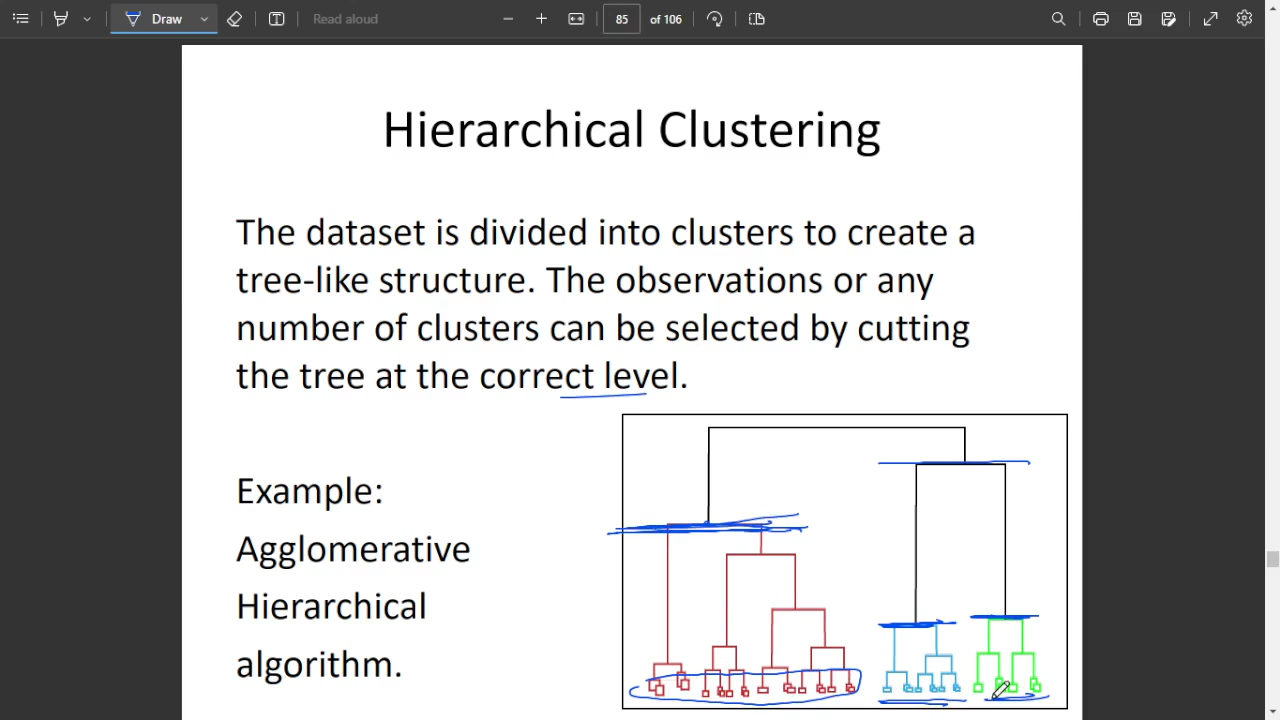 Draw
Read aloud
85 of 106
Hierarchical Clustering
The dataset is divided into clusters to create a
tree-like structure. The observations or any
number of clusters can be selected by cutting
the tree at the correct level.
Example:
Agglomerative
Hierarchical
algorithm.